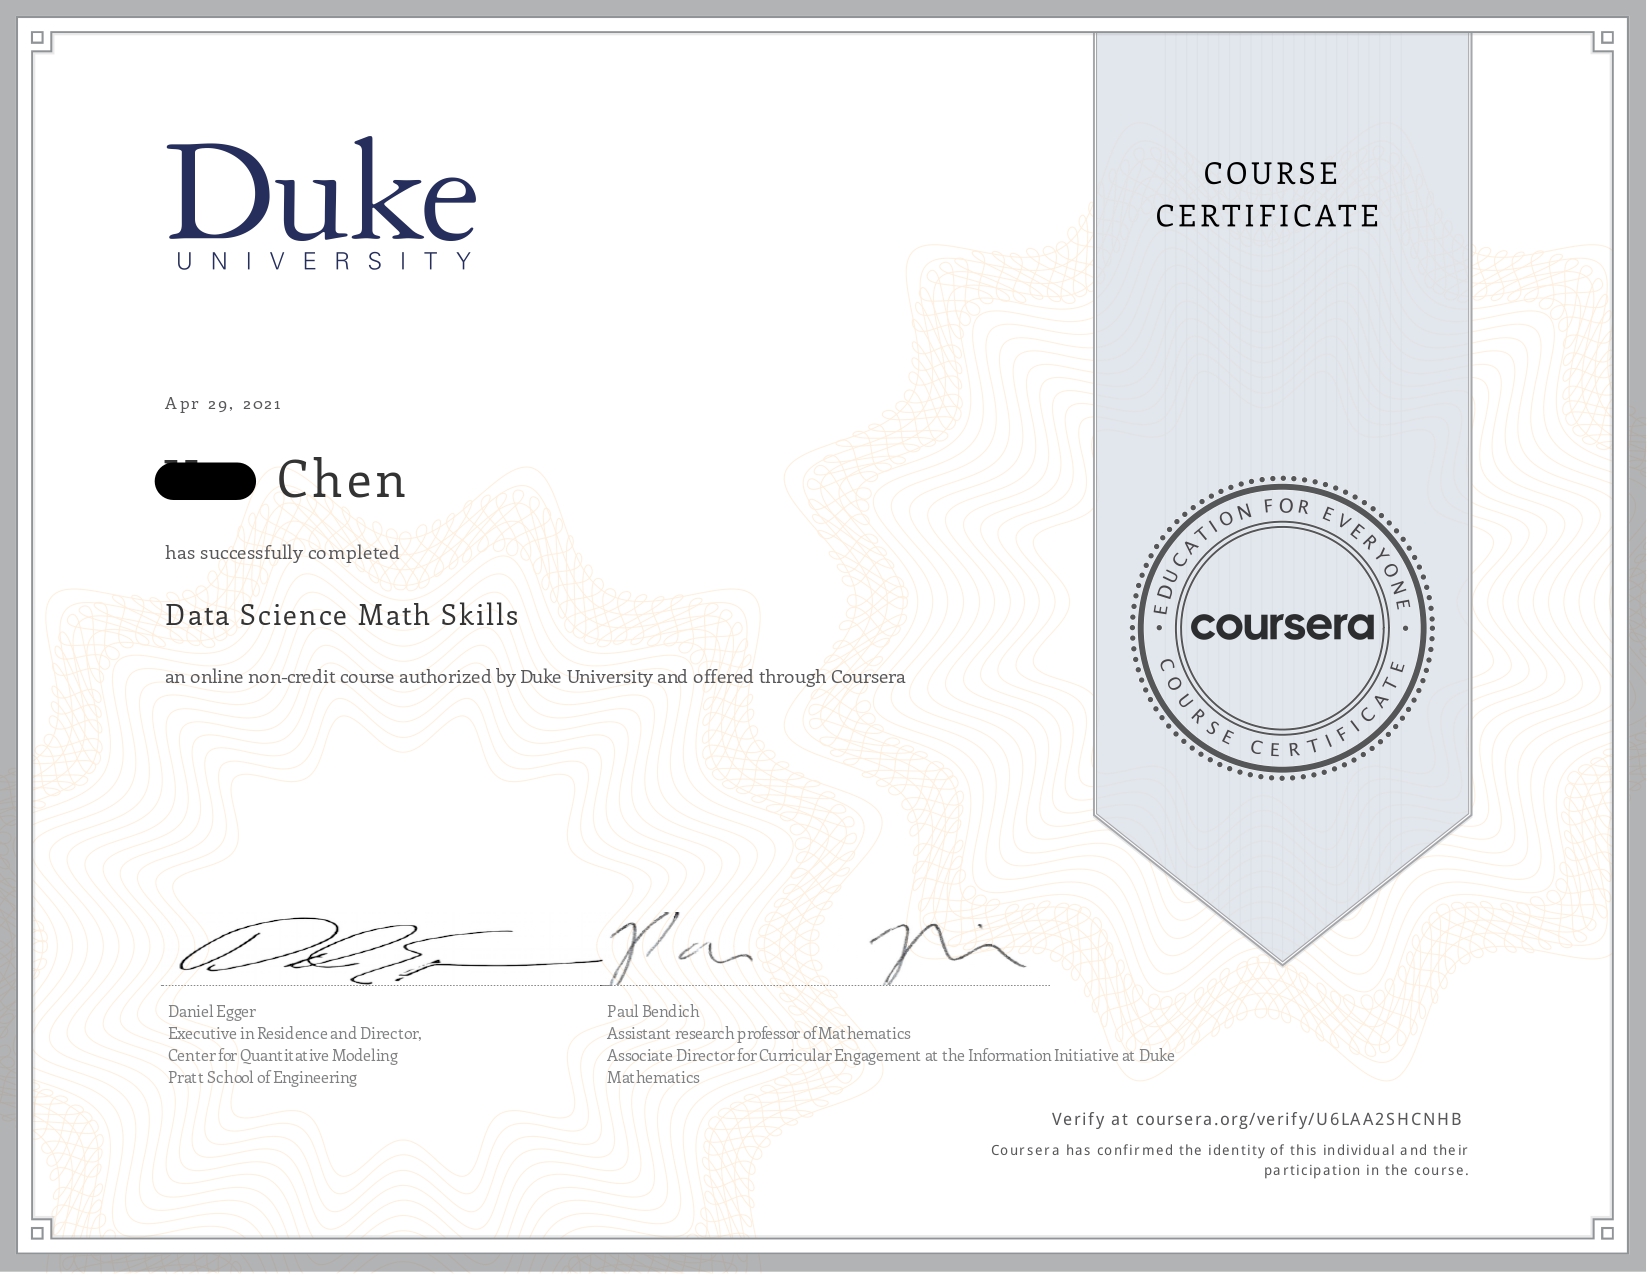 Duke
UNIVERSITY
COURSE
CERTIFICATE
Apr 29, 2021
Chen
has successfully completed
Data Science Math Skills
an online non-credit course authorized by Duke University and offered through Coursera
EDUCATION FOR EVERYONE
coursera
COURSE CERTIFICATE
Daniel Egger
Executive in Residence and Director,
Center for Quantitative Modeling
Pratt School of Engineering
Paul Bendich
Assistant research professor of Mathematics
Associate Director for Curricular Engagement at the Information Initiative at Duke
Mathematics
Verify at coursera.org/verify/U6LAA2SHCNHB
Coursera has confirmed the identity of this individual and their
participation in the course.